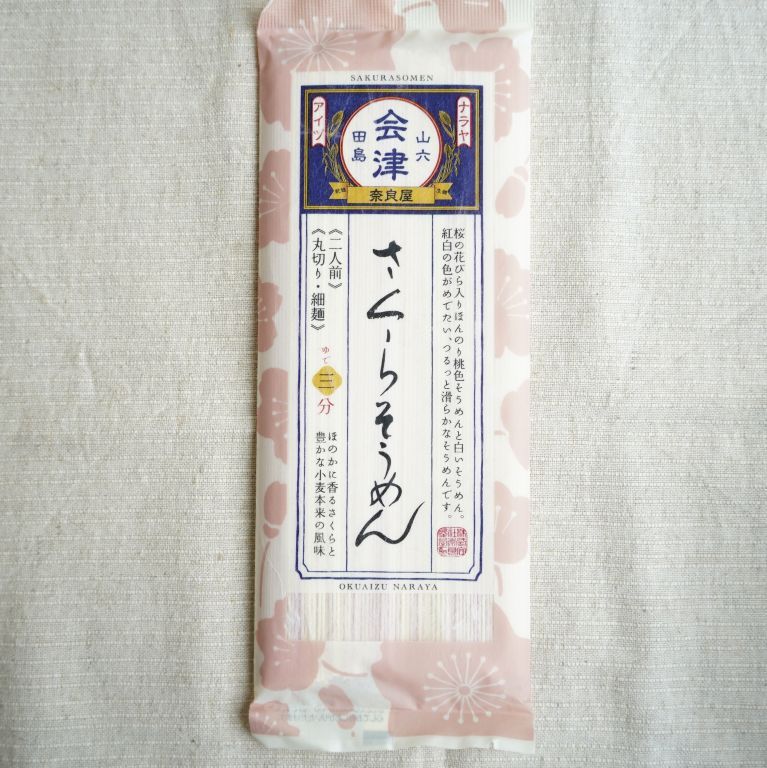 SAKURASOMEN
ナラヤ
アイヅ
山六
会津
田島
奈良屋
桜の花びら入りほんのり桃色そうめんと白いそうめん。
紅白の色がめでたい、つるっと滑らかなそうめんです。
さくらそうめん
《二人前》
《丸切り・細麺》
ゆで三分
ほのかに香るさくらと
豊かな小麦本来の風味
OKUAIZU NARAYA